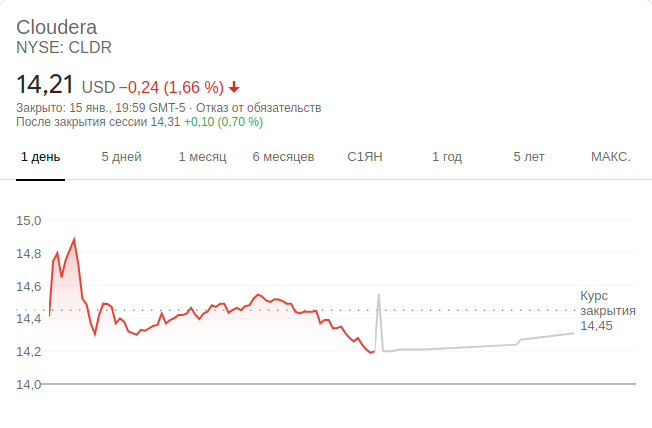 Cloudera
NYSE: CLDR
14,21 USD −0,24 (1,66 %)
Закрыто: 15 янв., 19:59 GMT-5 · Отказ от обязательств
После закрытия сессии 14,31 +0,10 (0,70 %)
1 день 5 дней 1 месяц 6 месяцев С1ЯН 1 год 5 лет МАКС.
15,0
14,8
14,6
14,4
14,2
14,0
Курс
закрытия
14,45